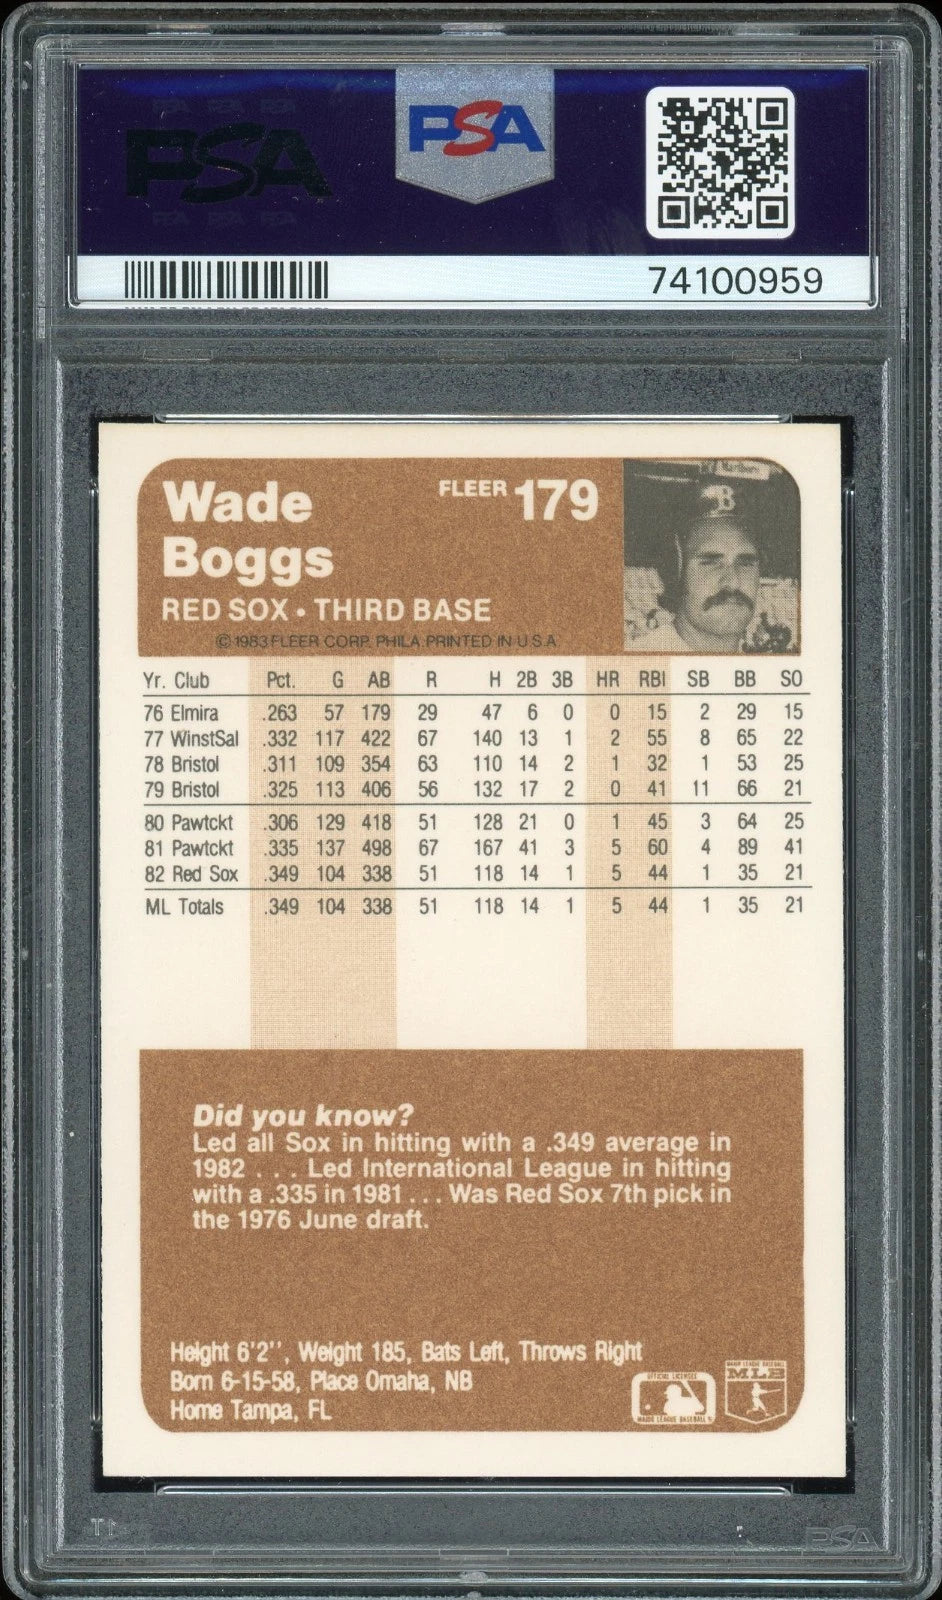 PSA
PSA
74100959
Wade
Boggs
FLEER 179
RED SOX • THIRD BASE
© 1983 FLEER CORP. PHILA. PRINTED IN U.S.A.
B
Yr. Club Pct. G AB R H 2B 3B HR RBI SB BB SO
76 Elmira .263 57 179 29 47 6 0 0 15 2 29 15
77 WinstSal .332 117 422 67 140 13 1 2 55 8 65 22
78 Bristol .311 109 354 63 110 14 2 1 32 1 53 25
79 Bristol .325 113 406 56 132 17 2 0 41 11 66 21
80 Pawtckt .306 129 418 51 128 21 0 1 45 3 64 25
81 Pawtckt .335 137 498 67 167 41 3 5 60 4 89 41
82 Red Sox .349 104 338 51 118 14 1 5 44 1 35 21
ML Totals .349 104 338 51 118 14 1 5 44 1 35 21
Did you know?
Led all Sox in hitting with a .349 average in
1982 . . . Led International League in hitting
with a .335 in 1981 . . . Was Red Sox 7th pick in
the 1976 June draft.
Height 6'2'', Weight 185, Bats Left, Throws Right
Born 6-15-58, Place Omaha, NB
Home Tampa, FL
OFFICIAL LICENSEE
MAJOR LEAGUE BASEBALL
MAJOR LEAGUE BASEBALL
MLB
PSA